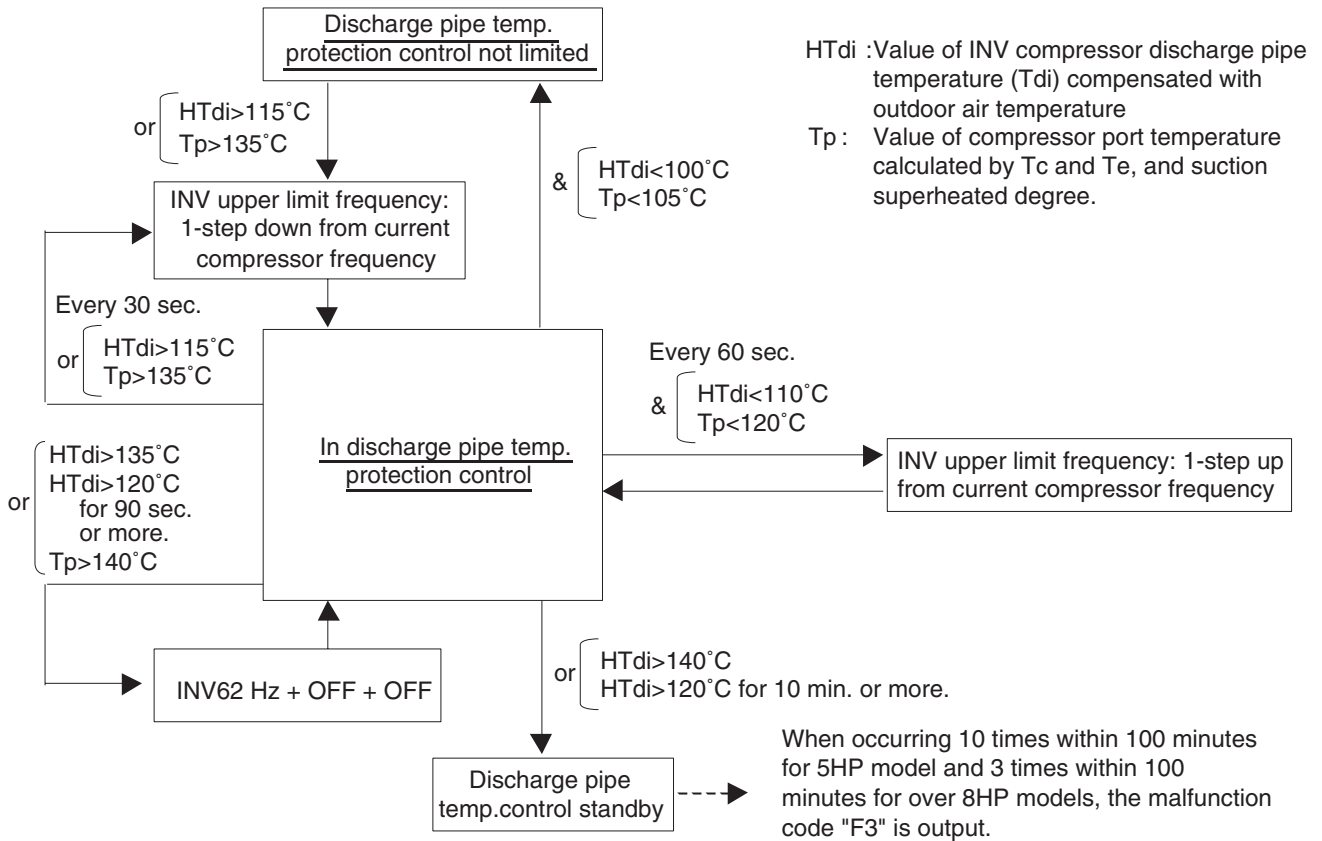 Discharge pipe temp.
protection control not limited
HTdi :Value of INV compressor discharge pipe
temperature (Tdi) compensated with
outdoor air temperature
Tp : Value of compressor port temperature
calculated by Tc and Te, and suction
superheated degree.
or
HTdi>115˚C
Tp>135˚C
&
HTdi<100˚C
Tp<105˚C
INV upper limit frequency:
1-step down from current
compressor frequency
Every 30 sec.
or
HTdi>115˚C
Tp>135˚C
Every 60 sec.
&
HTdi<110˚C
Tp<120˚C
In discharge pipe temp.
protection control
INV upper limit frequency: 1-step up
from current compressor frequency
or
HTdi>135˚C
HTdi>120˚C
for 90 sec.
or more.
Tp>140˚C
INV62 Hz + OFF + OFF
or
HTdi>140˚C
HTdi>120˚C for 10 min. or more.
Discharge pipe
temp.control standby
When occurring 10 times within 100 minutes
for 5HP model and 3 times within 100
minutes for over 8HP models, the malfunction
code "F3" is output.